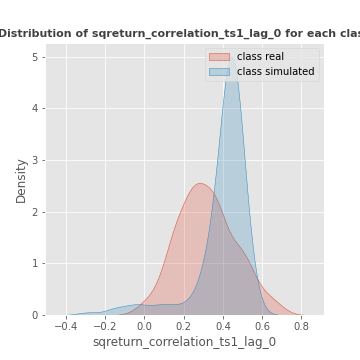 Distribution of sqreturn_correlation_ts1_lag_0 for each clas
class real
class simulated
5
4
3
2
1
0
Density
−0.4 −0.2 0.0 0.2 0.4 0.6 0.8
sqreturn_correlation_ts1_lag_0